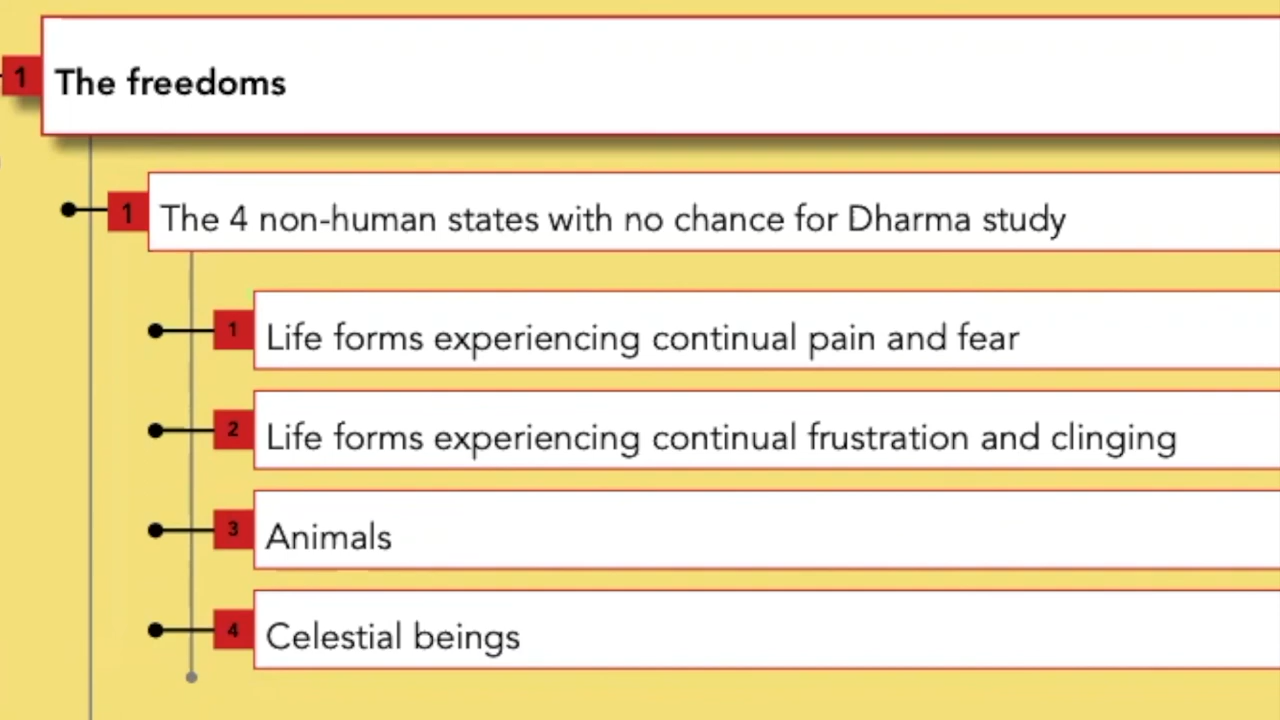 1 The freedoms
1 The 4 non-human states with no chance for Dharma study
1 Life forms experiencing continual pain and fear
2 Life forms experiencing continual frustration and clinging
3 Animals
4 Celestial beings